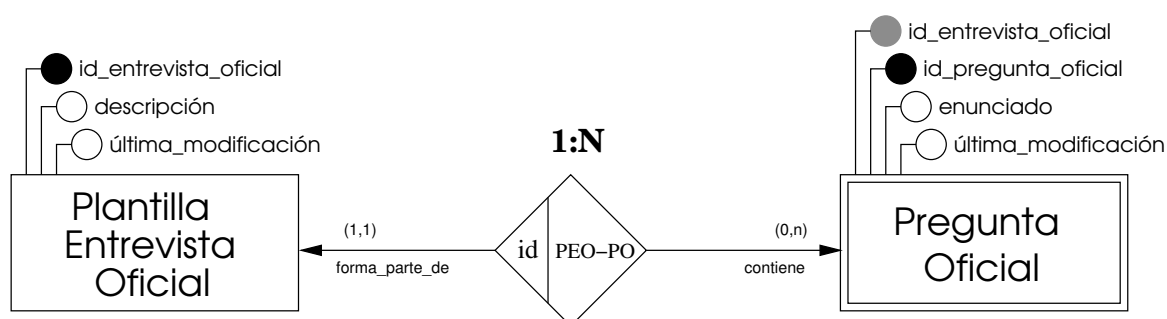 id_entrevista_oficial
descripción
última_modificación
Plantilla
Entrevista
Oficial
1:N
(1,1)
forma_parte_de
id
PEO–PO
(0,n)
contiene
id_entrevista_oficial
id_pregunta_oficial
enunciado
última_modificación
Pregunta
Oficial